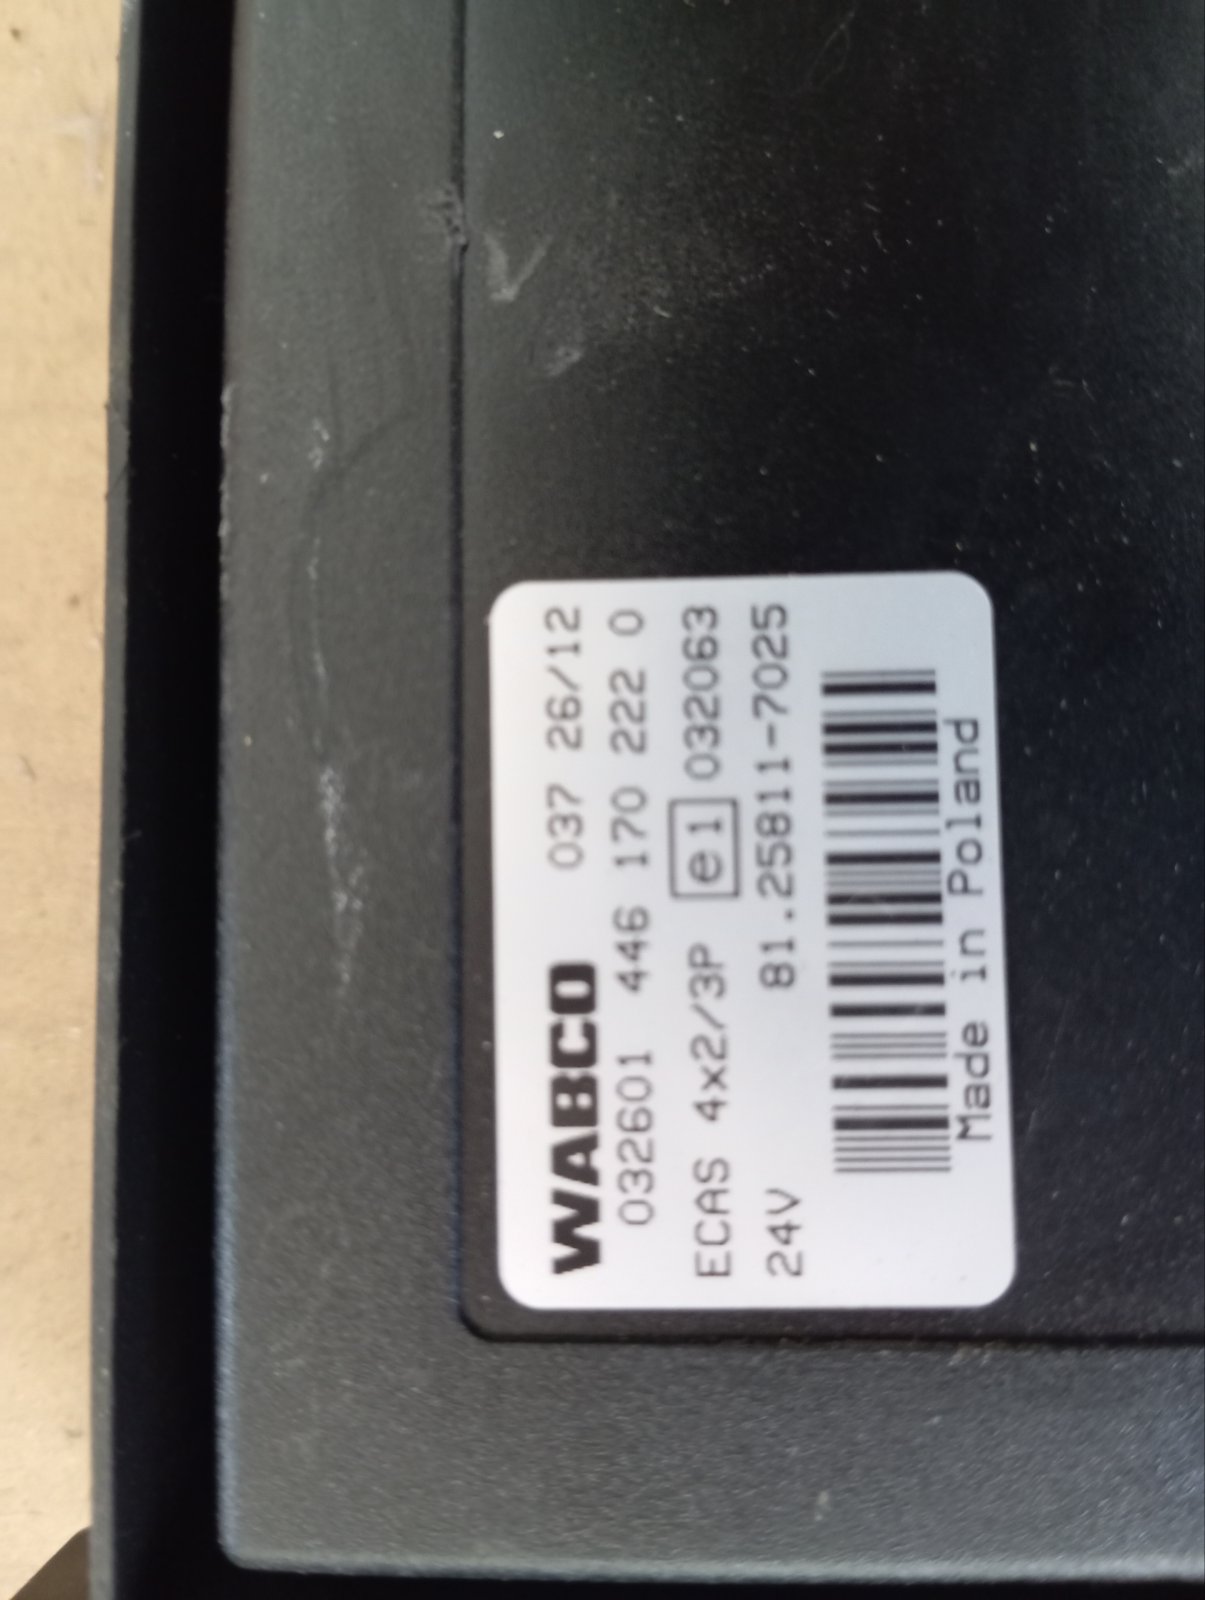 WABCO 037 26/12
032601 446 170 222 0
ECAS 4x2/3P e1 032063
24V 81.25811-7025
Made in Poland